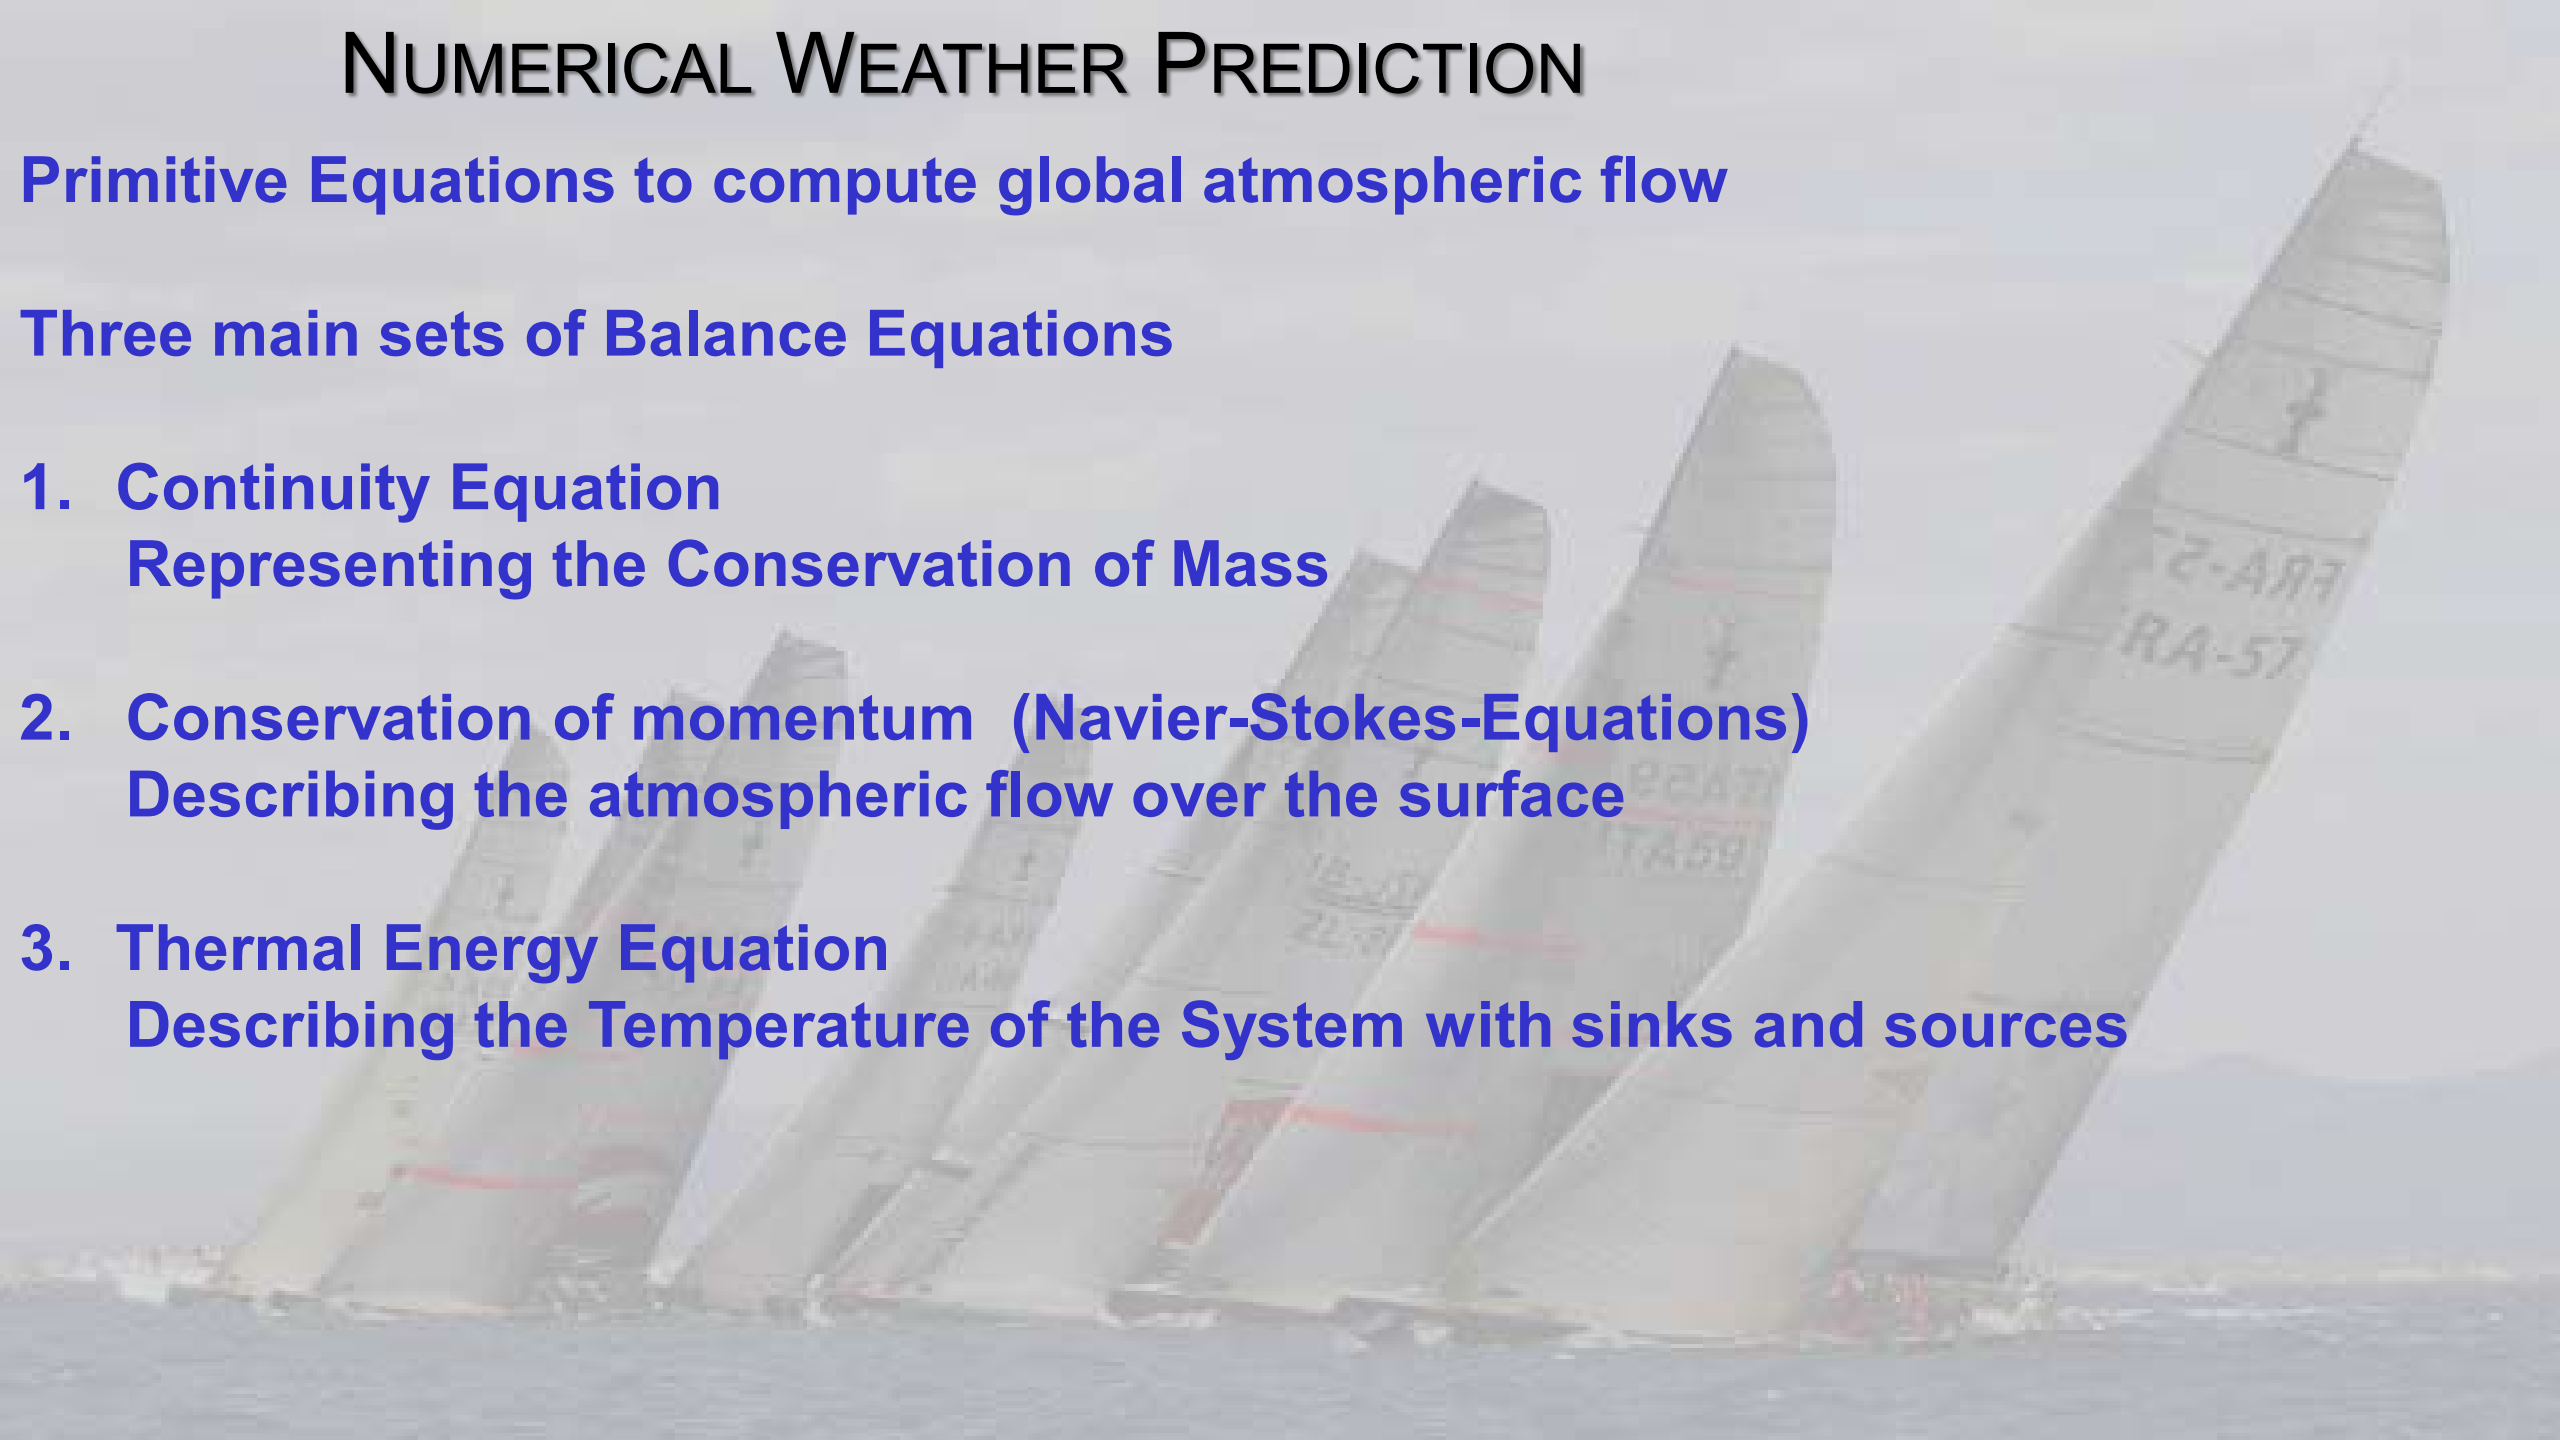 NUMERICAL WEATHER PREDICTION
Primitive Equations to compute global atmospheric flow
Three main sets of Balance Equations
1. Continuity Equation
Representing the Conservation of Mass
2. Conservation of momentum (Navier-Stokes-Equations)
Describing the atmospheric flow over the surface
3. Thermal Energy Equation
Describing the Temperature of the System with sinks and sources
RA-57